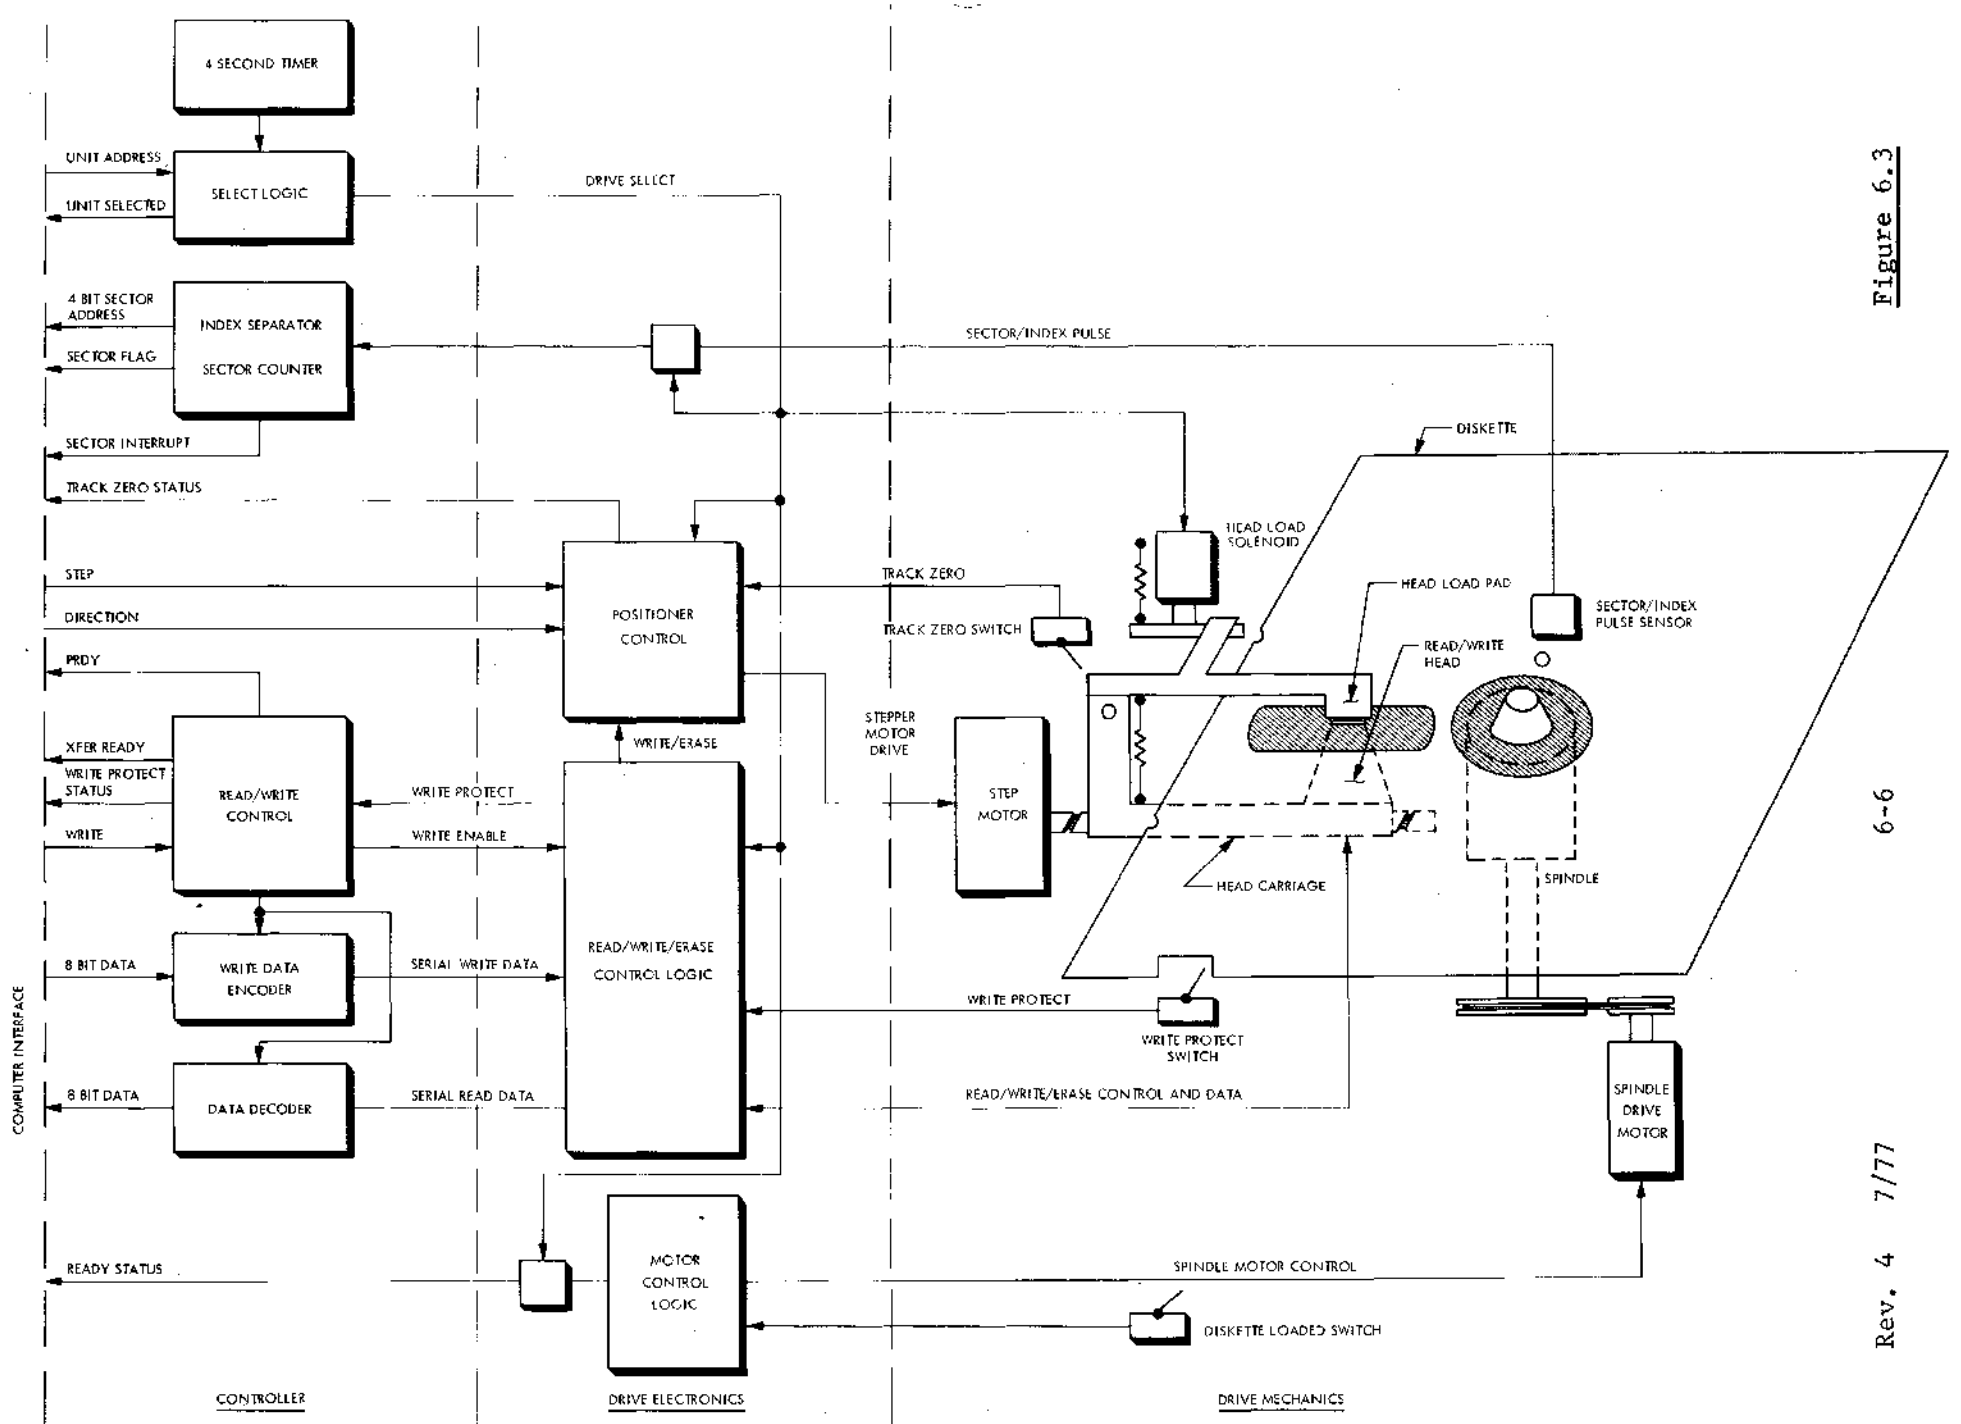 4 SECOND TIMER
UNIT ADDRESS
SELECT LOGIC
UNIT SELECTED
DRIVE SELECT
4 BIT SECTOR
ADDRESS
INDEX SEPARATOR
SECTOR FLAG
SECTOR COUNTER
SECTOR/INDEX PULSE
SECTOR INTERRUPT
DISKETTE
TRACK ZERO STATUS
HEAD LOAD
SOLENOID
STEP
TRACK ZERO
HEAD LOAD PAD
DIRECTION
POSITIONER
CONTROL
TRACK ZERO SWITCH
SECTOR/INDEX
PULSE SENSOR
READ/WRITE
HEAD
PRDY
STEPPER
MOTOR
DRIVE
WRITE/ERASE
XFER READY
WRITE PROTECT
STATUS
READ/WRITE
CONTROL
WRITE PROTECT
STEP
MOTOR
WRITE
WRITE ENABLE
HEAD CARRIAGE
SPINDLE
READ/WRITE/ERASE
CONTROL LOGIC
8 BIT DATA
WRITE DATA
ENCODER
SERIAL WRITE DATA
WRITE PROTECT
WRITE PROTECT
SWITCH
COMPUTER INTERFACE
8 BIT DATA
DATA DECODER
SERIAL READ DATA
READ/WRITE/ERASE CONTROL AND DATA
SPINDLE
DRIVE
MOTOR
READY STATUS
MOTOR
CONTROL
LOGIC
SPINDLE MOTOR CONTROL
DISKETTE LOADED SWITCH
CONTROLLER
DRIVE ELECTRONICS
DRIVE MECHANICS
Figure 6.3
6-6
Rev. 4 7/77